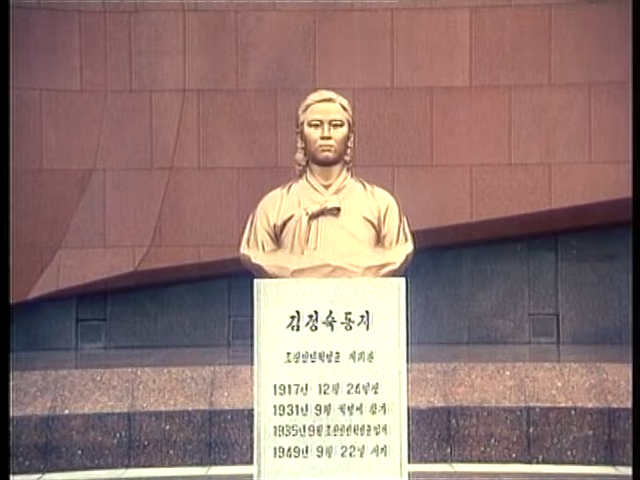 김정숙동지
조선인민혁명군 지휘관
1917년 12월 24일생
1931년 9월 혁명에 참가
1935년 9월 조선인민혁명군 입대
1949년 9월 22일 서거